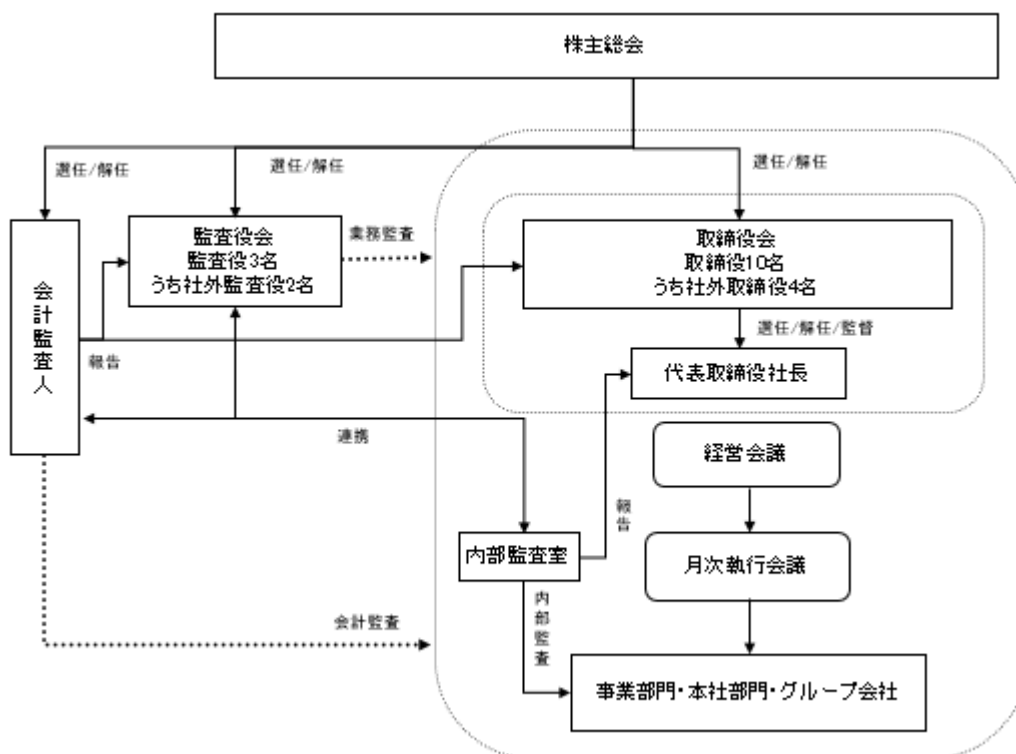 株主総会
選任/解任
選任/解任
選任/解任
会計監査人
監査役会
監査役3名
うち社外監査役2名
業務監査
取締役会
取締役10名
うち社外取締役4名
選任/解任/監督
報告
代表取締役社長
連携
経営会議
報告
内部監査室
月次執行会議
内部監査
会計監査
事業部門・本社部門・グループ会社